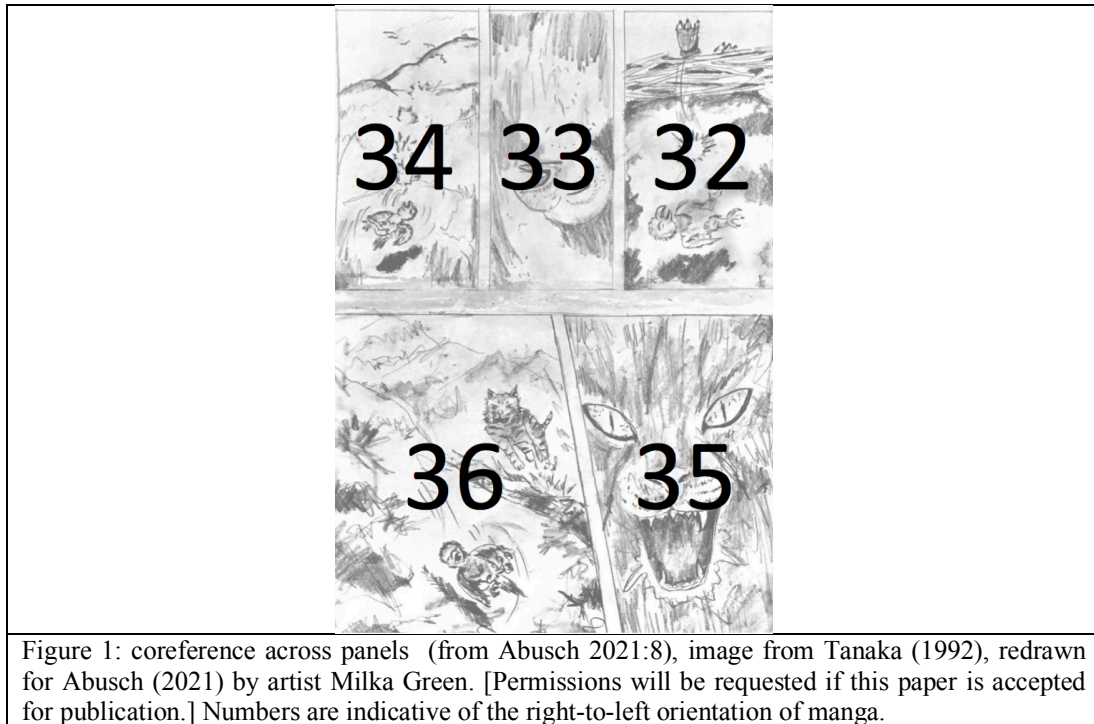 34 33 32
36 35
Figure 1: coreference across panels (from Abusch 2021:8), image from Tanaka (1992), redrawn
for Abusch (2021) by artist Milka Green. [Permissions will be requested if this paper is accepted
for publication.] Numbers are indicative of the right-to-left orientation of manga.